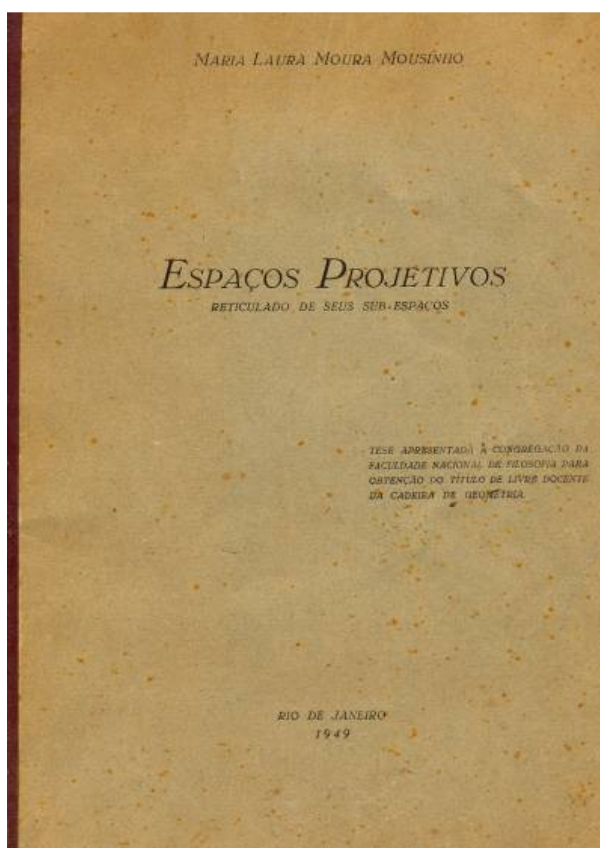 MARIA LAURA MOURA MOUSINHO
ESPAÇOS PROJETIVOS
RETICULADO DE SEUS SUB-ESPAÇOS
TESE APRESENTADA À CONGREGAÇÃO DA
FACULDADE NACIONAL DE FILOSOFIA PARA
OBTENÇÃO DO TÍTULO DE LIVRE DOCENTE
DA CADEIRA DE GEOMETRIA
RIO DE JANEIRO
1949